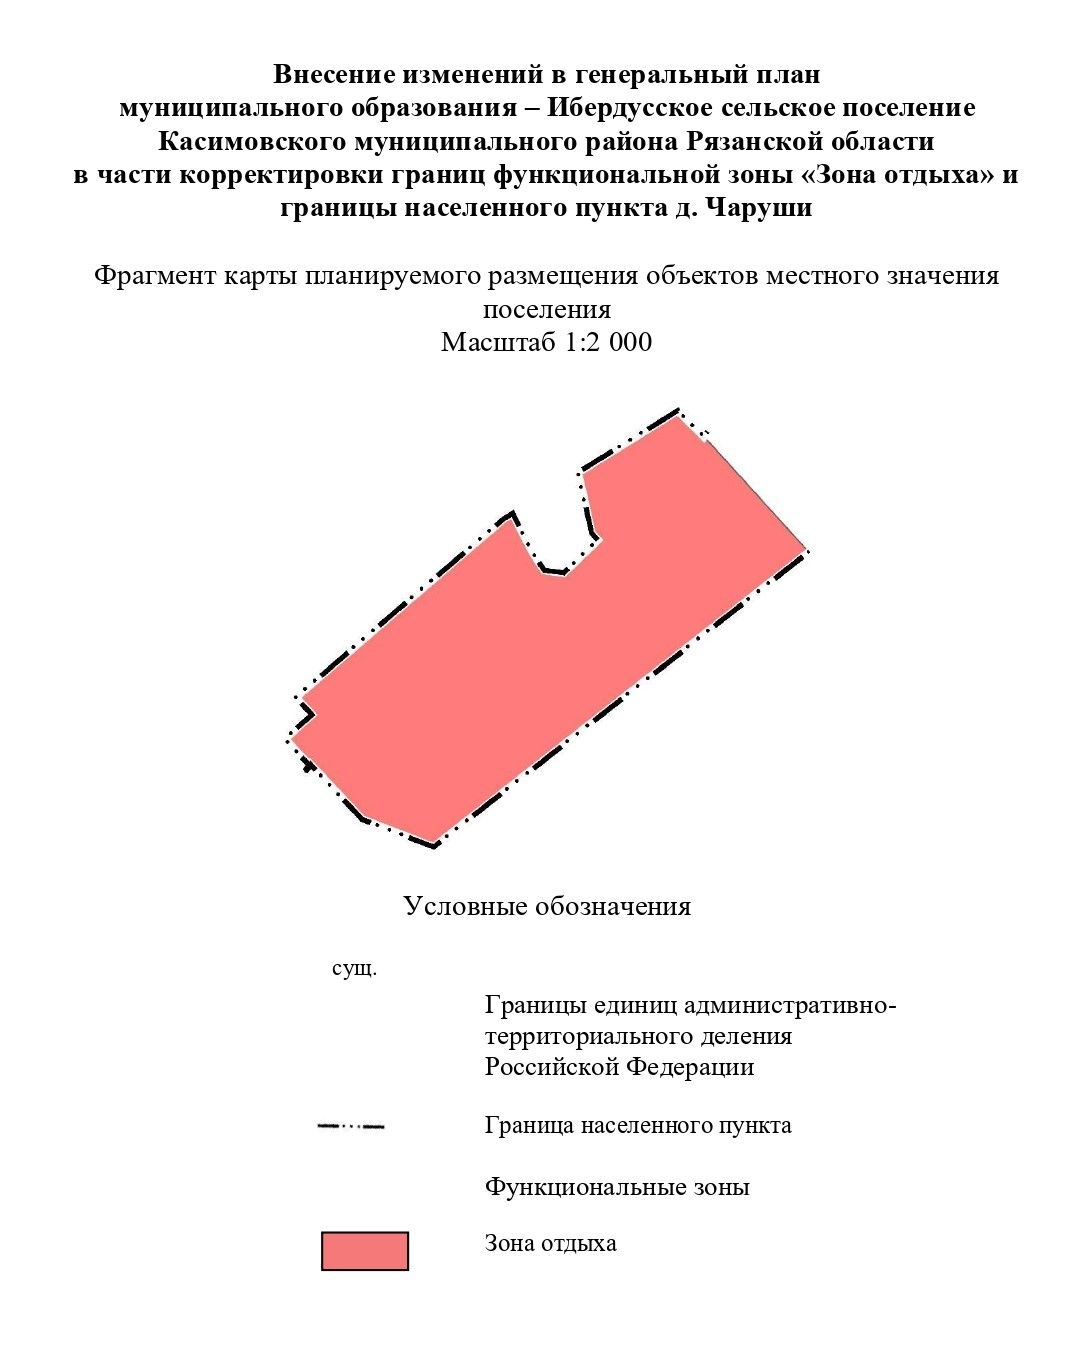 Внесение изменений в генеральный план
муниципального образования – Ибердусское сельское поселение
Касимовского муниципального района Рязанской области
в части корректировки границ функциональной зоны «Зона отдыха» и
границы населенного пункта д. Чаруши
Фрагмент карты планируемого размещения объектов местного значения
поселения
Масштаб 1:2 000
Условные обозначения
сущ.
Границы единиц административно-
территориального деления
Российской Федерации
Граница населенного пункта
Функциональные зоны
Зона отдыха